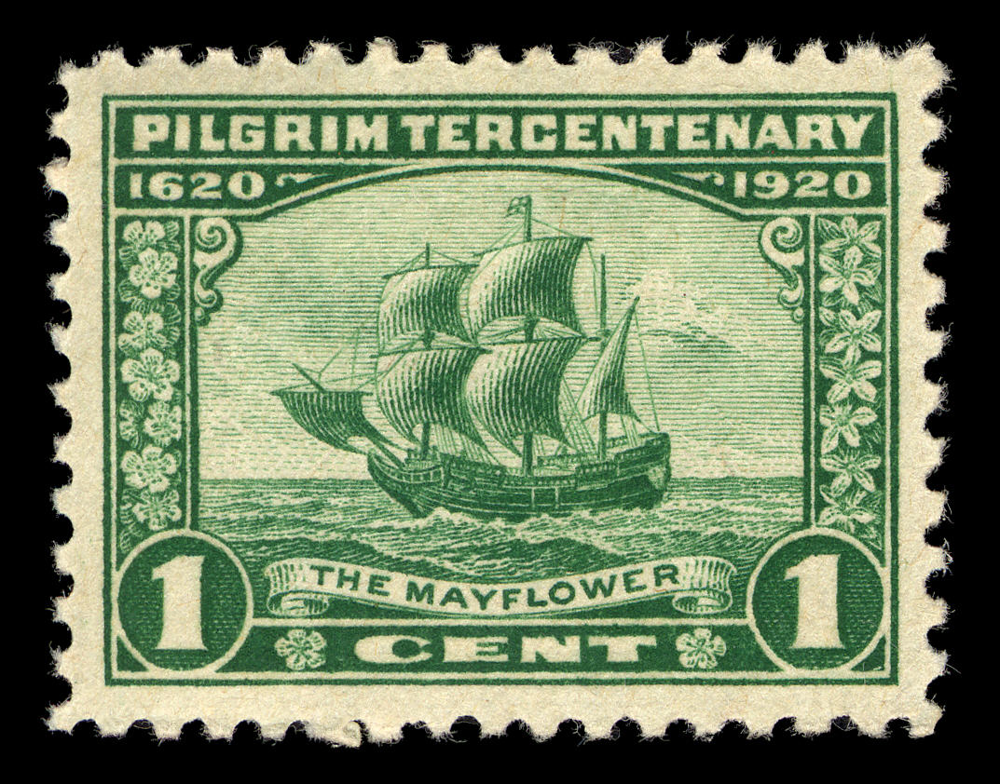 PILGRIM TERCENTENARY
1620 1920
THE MAYFLOWER
1 CENT 1